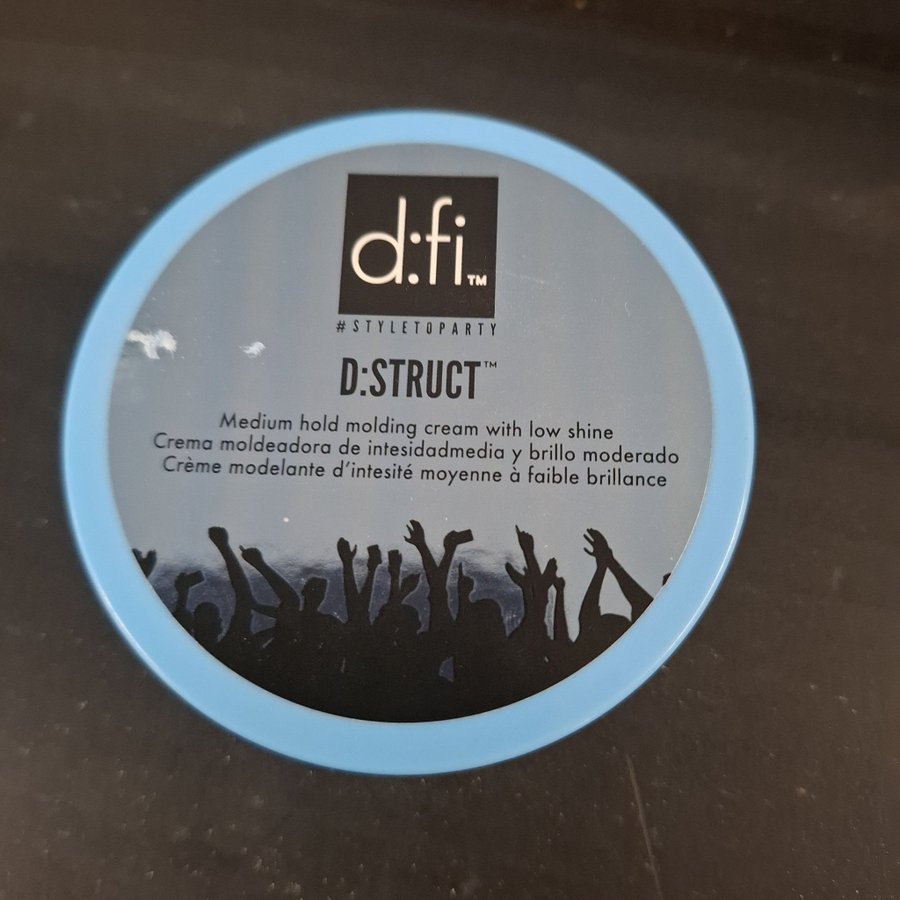 d:fi™
#STYLETOPARTY
D:STRUCT™
Medium hold molding cream with low shine
Crema moldeadora de intesidadmedia y brillo moderado
Crème modelante d'intesité moyenne à faible brillance